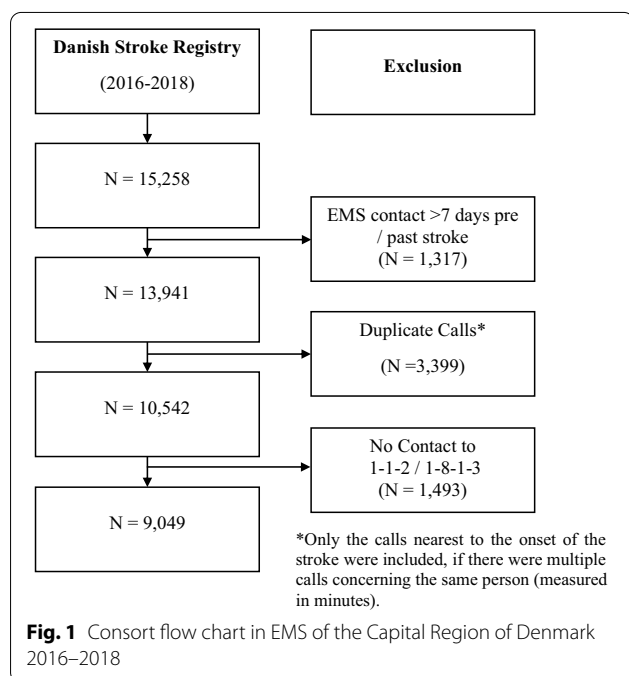 Danish Stroke Registry
(2016-2018)
Exclusion
N = 15,258
EMS contact >7 days pre
/ past stroke
(N = 1,317)
N = 13,941
Duplicate Calls*
(N =3,399)
N = 10,542
No Contact to
1-1-2 / 1-8-1-3
(N = 1,493)
N = 9,049
*Only the calls nearest to the onset of the
stroke were included, if there were multiple
calls concerning the same person (measured
in minutes).
Fig. 1 Consort flow chart in EMS of the Capital Region of Denmark
2016–2018